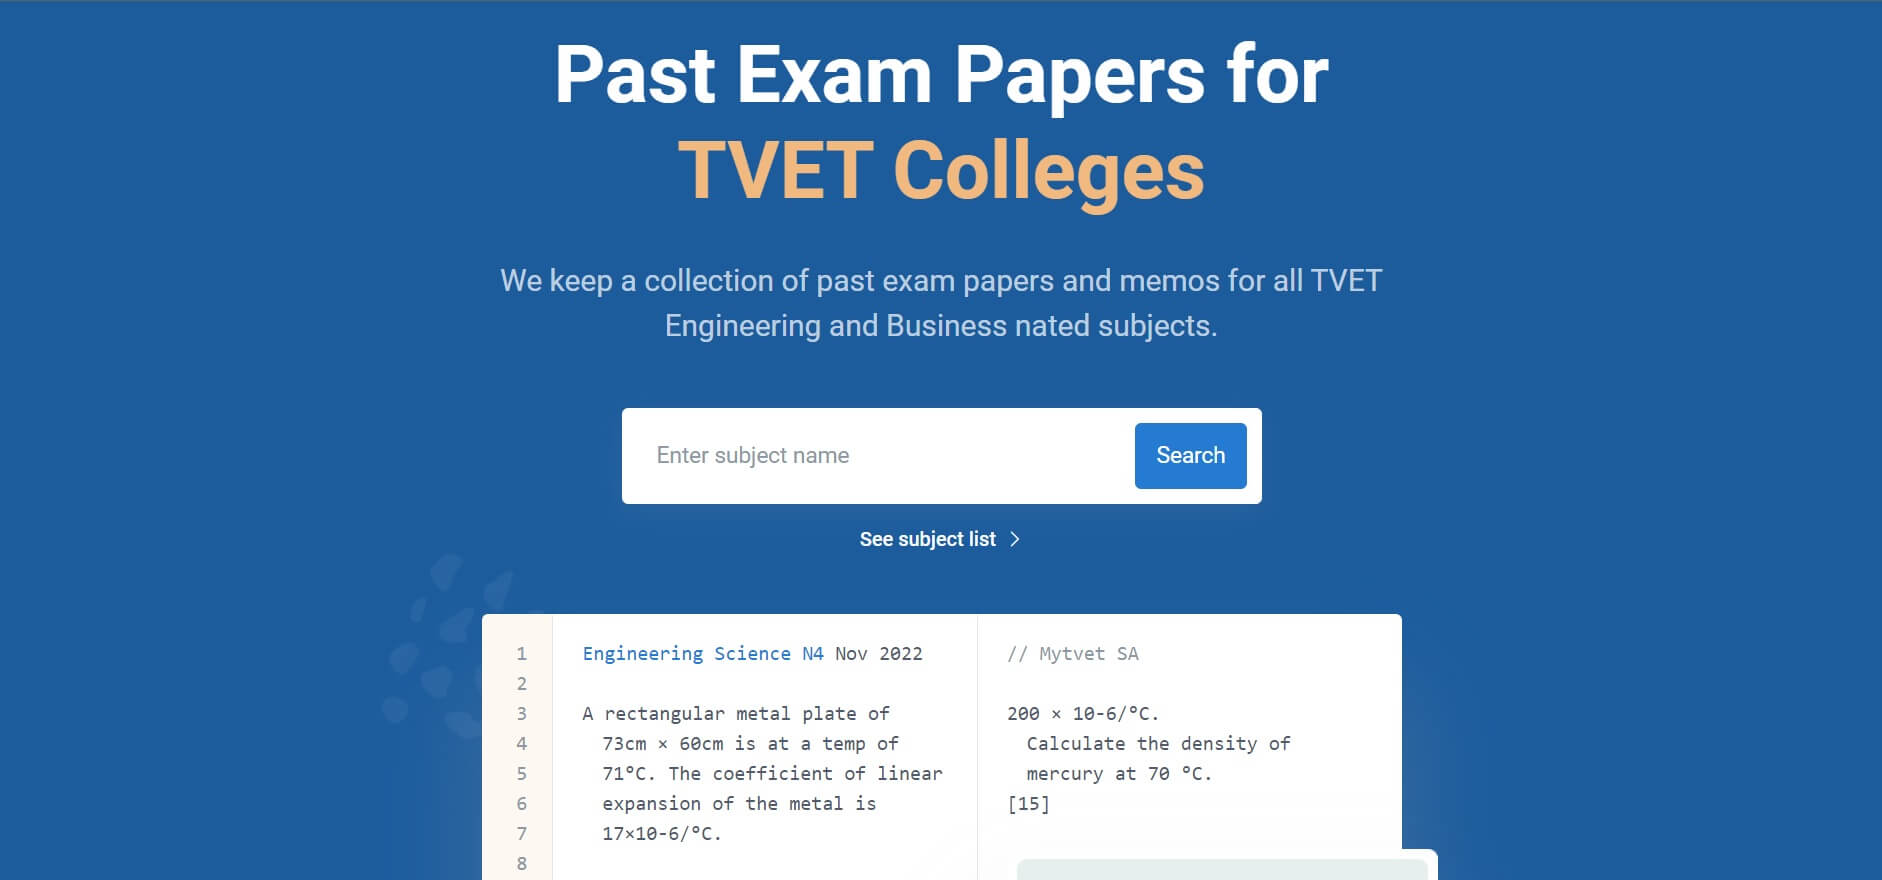 Past Exam Papers for
TVET Colleges
We keep a collection of past exam papers and memos for all TVET
Engineering and Business nated subjects.
Enter subject name
Search
See subject list
1
2
3
4
5
6
7
8
Engineering Science N4 Nov 2022
A rectangular metal plate of
73cm × 60cm is at a temp of
71°C. The coefficient of linear
expansion of the metal is
17×10-6/°C.
// Mytvet SA
200 × 10-6/°C.
Calculate the density of
mercury at 70 °C.
[15]